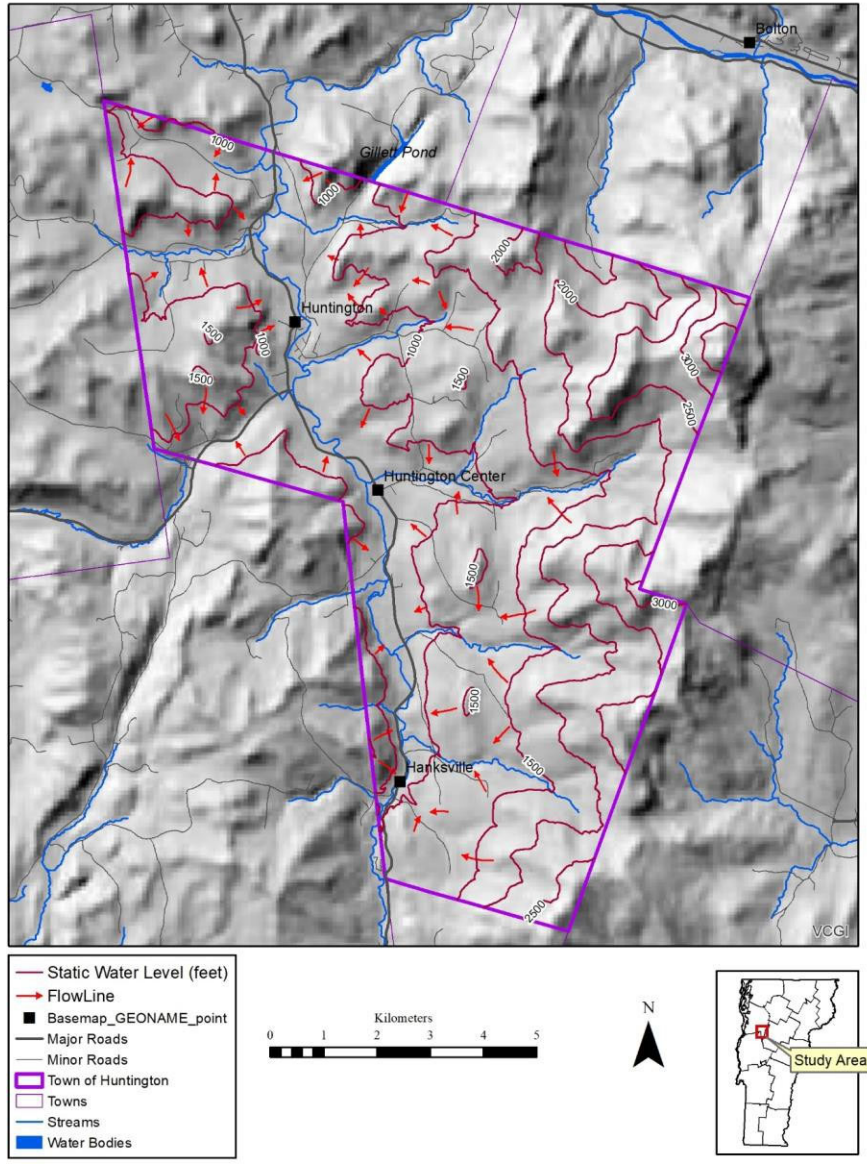 Bolton
Gillett Pond
1000
1000
2000
2000
Huntington
1500
1000
1000
3000
1500
1500
2500
Huntington Center
1500
3000
1500
1500
Hanksville
2500
VCGI
Static Water Level (feet)
FlowLine
Basemap_GEONAME_point
Major Roads
Minor Roads
Town of Huntington
Towns
Streams
Water Bodies
Kilometers
0 1 2 3 4 5
N
Study Area